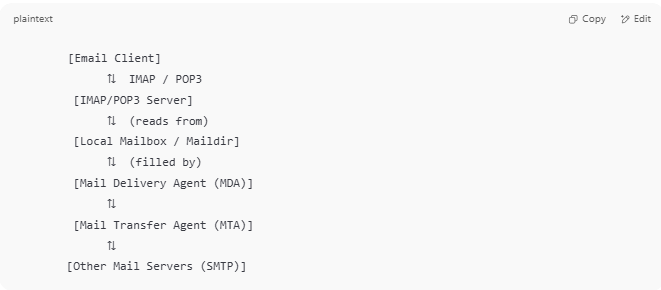 plaintext
Copy
Edit
[Email Client]
⇅ IMAP / POP3
[IMAP/POP3 Server]
⇅ (reads from)
[Local Mailbox / Maildir]
⇅ (filled by)
[Mail Delivery Agent (MDA)]
⇅
[Mail Transfer Agent (MTA)]
⇅
[Other Mail Servers (SMTP)]